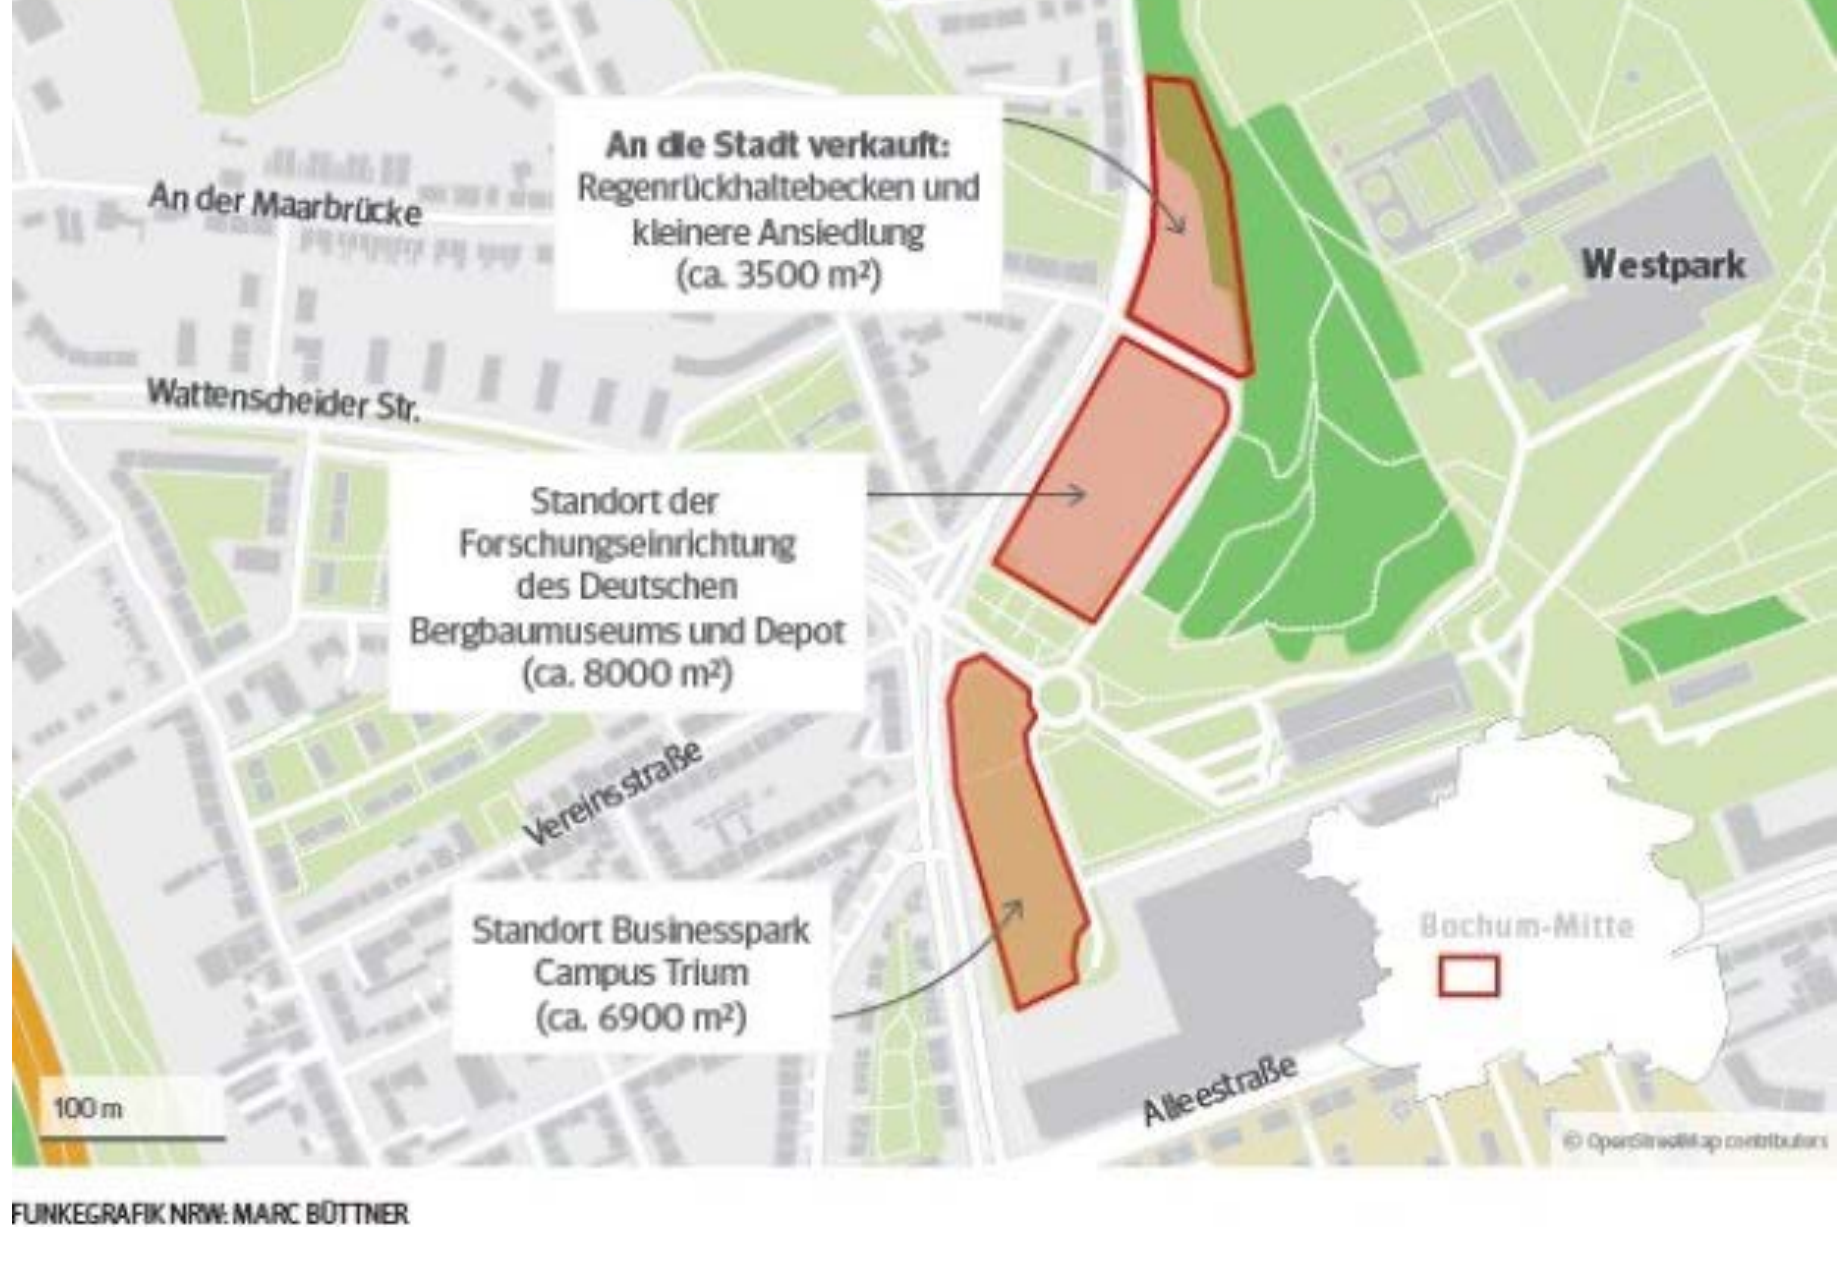 An die Stadt verkauft:
Regenrückhaltebecken und
kleinere Ansiedlung
(ca. 3500 m²)
An der Maarbrücke
Westpark
Wattenscheider Str.
Standort der
Forschungseinrichtung
des Deutschen
Bergbaumuseums und Depot
(ca. 8000 m²)
Vereinsstraße
Standort Businesspark
Campus Trium
(ca. 6900 m²)
Bochum-Mitte
Alleestraße
100 m
© OpenStreetMap contributors
FUNKEGRAFIK NRW: MARC BÜTTNER